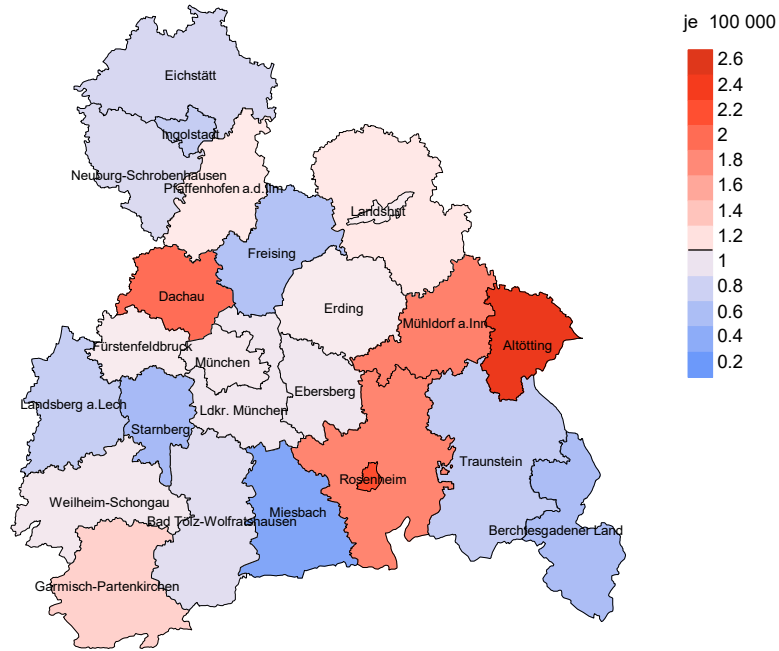 je 100 000
2.6
2.4
2.2
2
1.8
1.6
1.4
1.2
1
0.8
0.6
0.4
0.2
Eichstätt
Ingolstadt
Neuburg-Schrobenhausen
Pfaffenhofen a.d.Ilm
Landshut
Freising
Dachau
Erding
Mühldorf a.Inn
Altötting
Fürstenfeldbruck
München
Ebersberg
Landsberg a.Lech
Ldkr. München
Starnberg
Traunstein
Rosenheim
Weilheim-Schongau
Miesbach
Bad Tölz-Wolfratshausen
Berchtesgadener Land
Garmisch-Partenkirchen